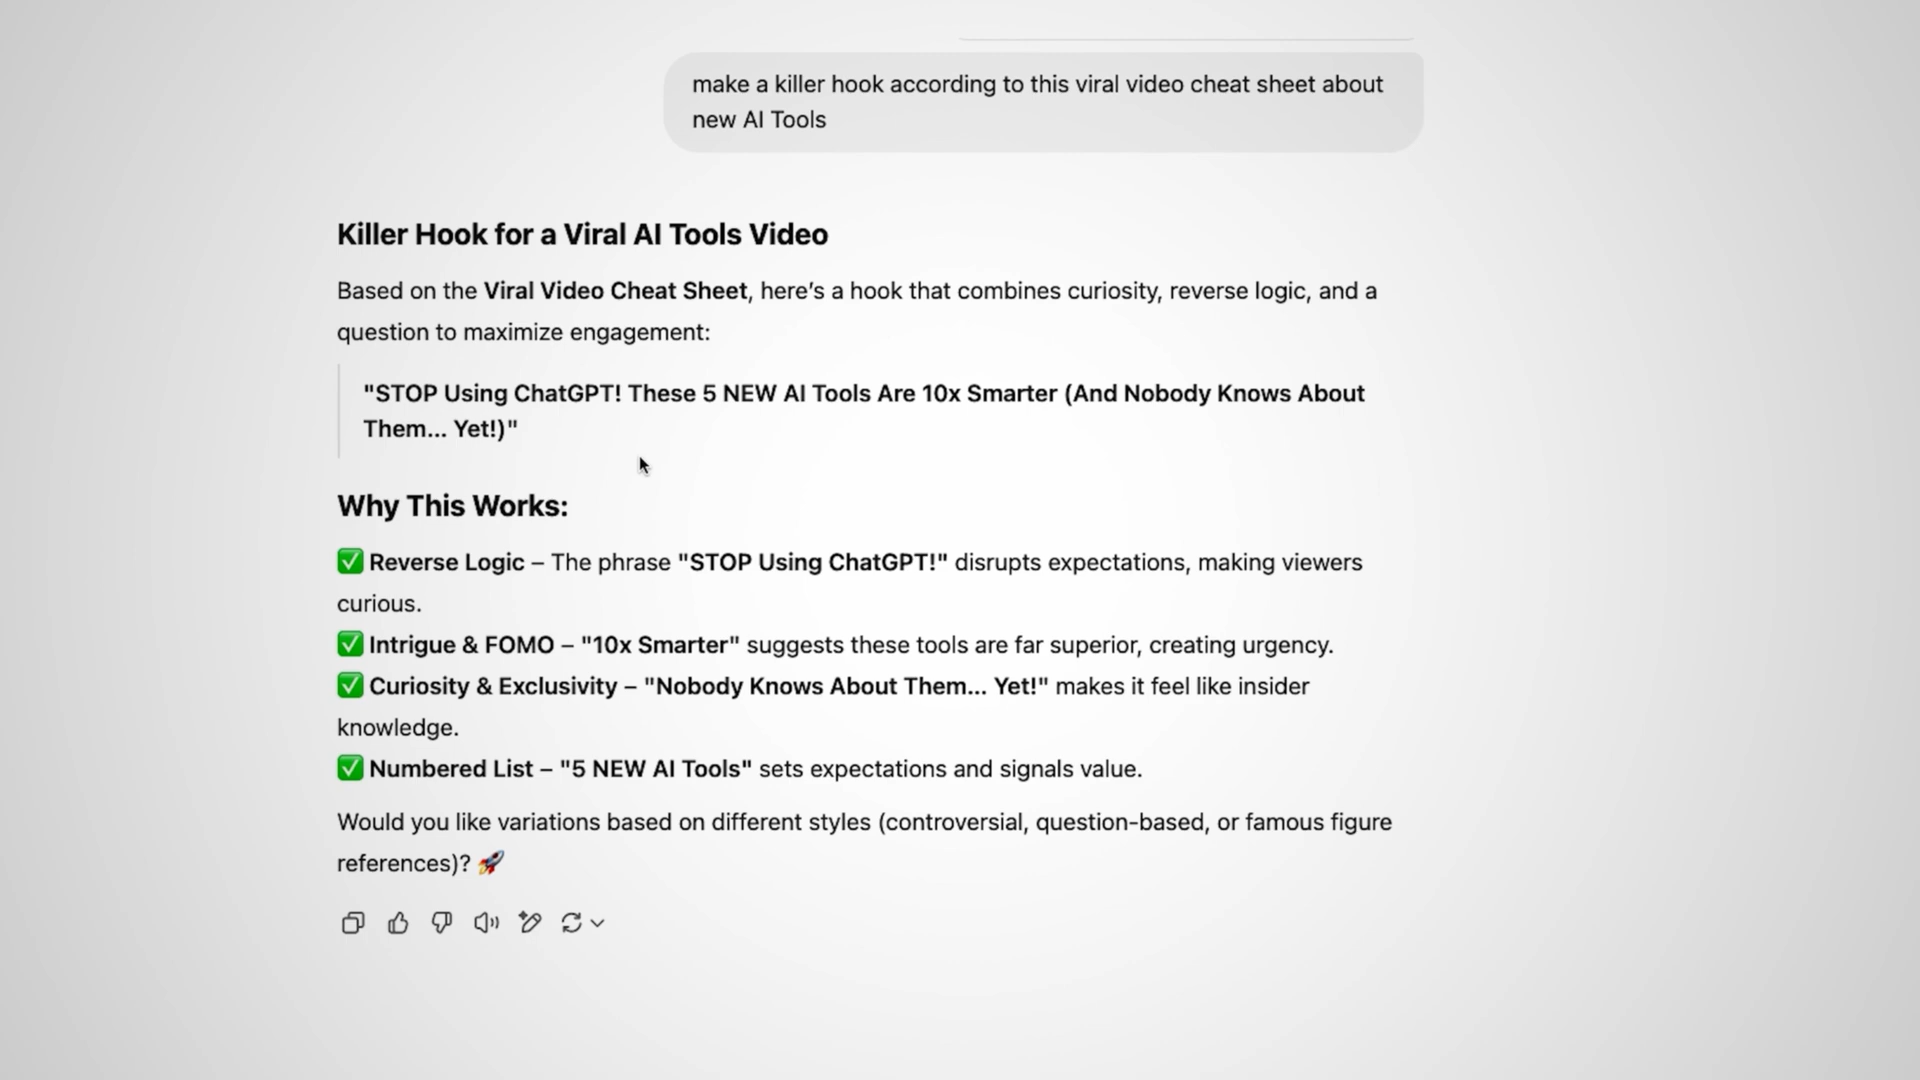 make a killer hook according to this viral video cheat sheet about
new AI Tools
Killer Hook for a Viral AI Tools Video
Based on the Viral Video Cheat Sheet, here’s a hook that combines curiosity, reverse logic, and a
question to maximize engagement:
"STOP Using ChatGPT! These 5 NEW AI Tools Are 10x Smarter (And Nobody Knows About
Them... Yet!)"
Why This Works:
✅ Reverse Logic – The phrase "STOP Using ChatGPT!" disrupts expectations, making viewers
curious.
✅ Intrigue & FOMO – "10x Smarter" suggests these tools are far superior, creating urgency.
✅ Curiosity & Exclusivity – "Nobody Knows About Them... Yet!" makes it feel like insider
knowledge.
✅ Numbered List – "5 NEW AI Tools" sets expectations and signals value.
Would you like variations based on different styles (controversial, question-based, or famous figure
references)? 🚀